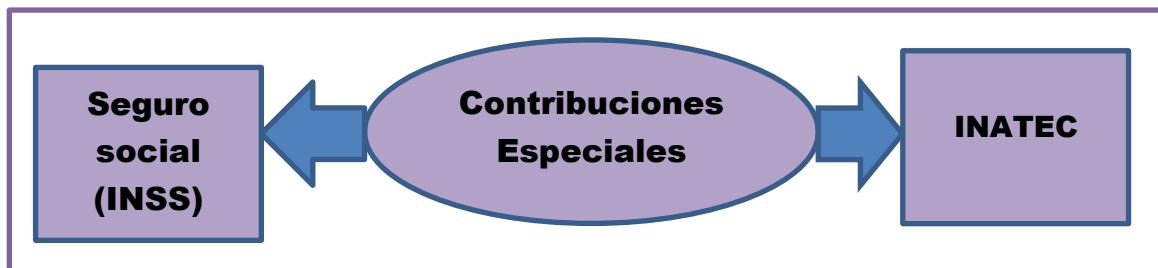 Seguro
social
(INSS)
Contribuciones
Especiales
INATEC